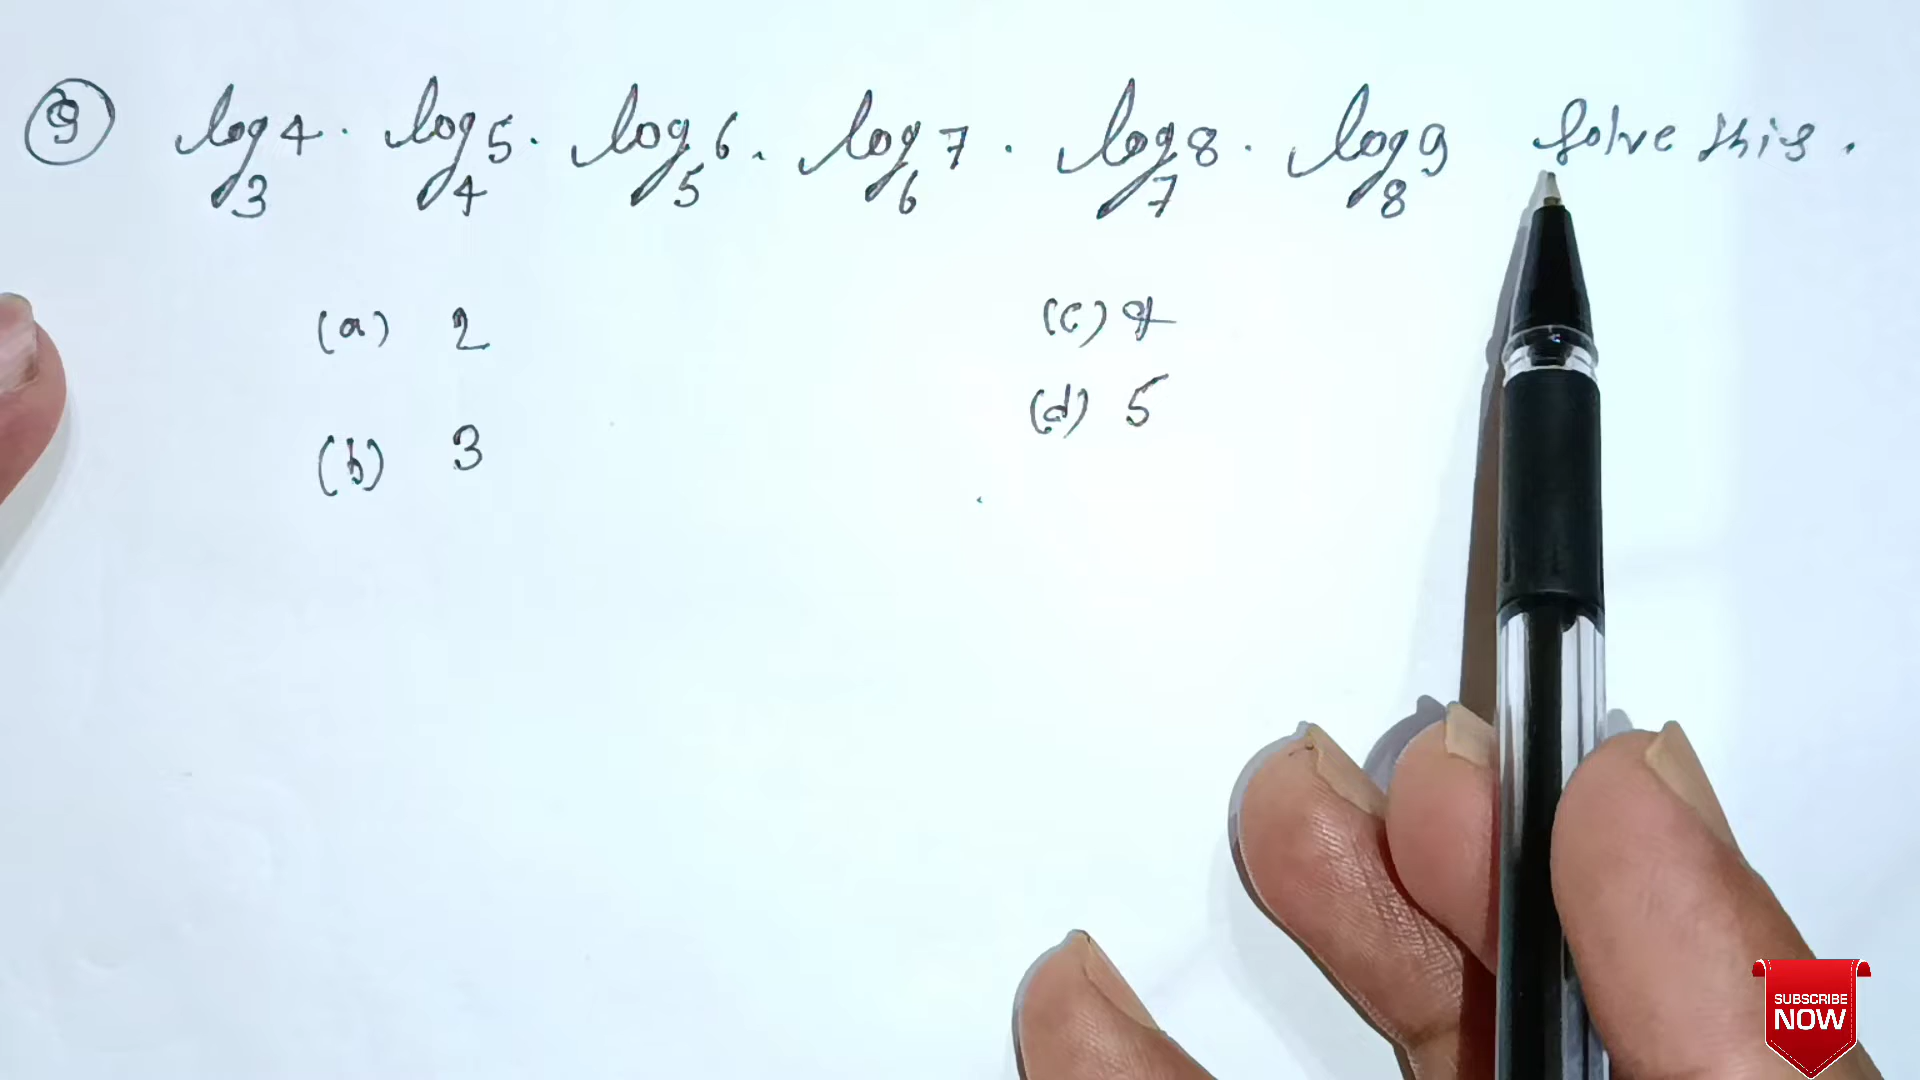 9 log₃4 . log₄5 . log₅6 . log₆7 . log₇8 . log₈9 Solve this.
(a) 2 (c) 4
(b) 3 (d) 5
SUBSCRIBE
NOW